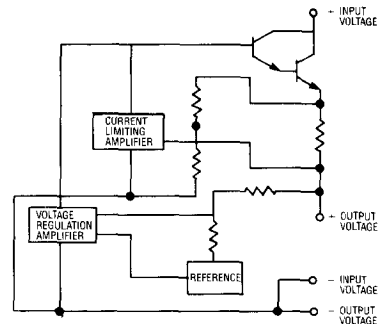 + INPUT
VOLTAGE
CURRENT
LIMITING
AMPLIFIER
VOLTAGE
REGULATION
AMPLIFIER
+ OUTPUT
VOLTAGE
REFERENCE
- INPUT
VOLTAGE
- OUTPUT
VOLTAGE